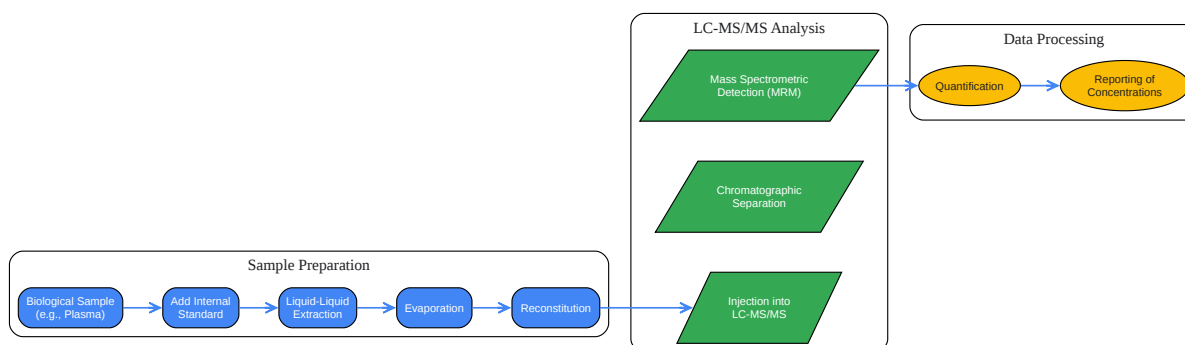 Sample Preparation
Biological Sample
(e.g., Plasma)
Add Internal
Standard
Liquid-Liquid
Extraction
Evaporation
Reconstitution
LC-MS/MS Analysis
Mass Spectrometric
Detection (MRM)
Chromatographic
Separation
Injection into
LC-MS/MS
Data Processing
Quantification
Reporting of
Concentrations